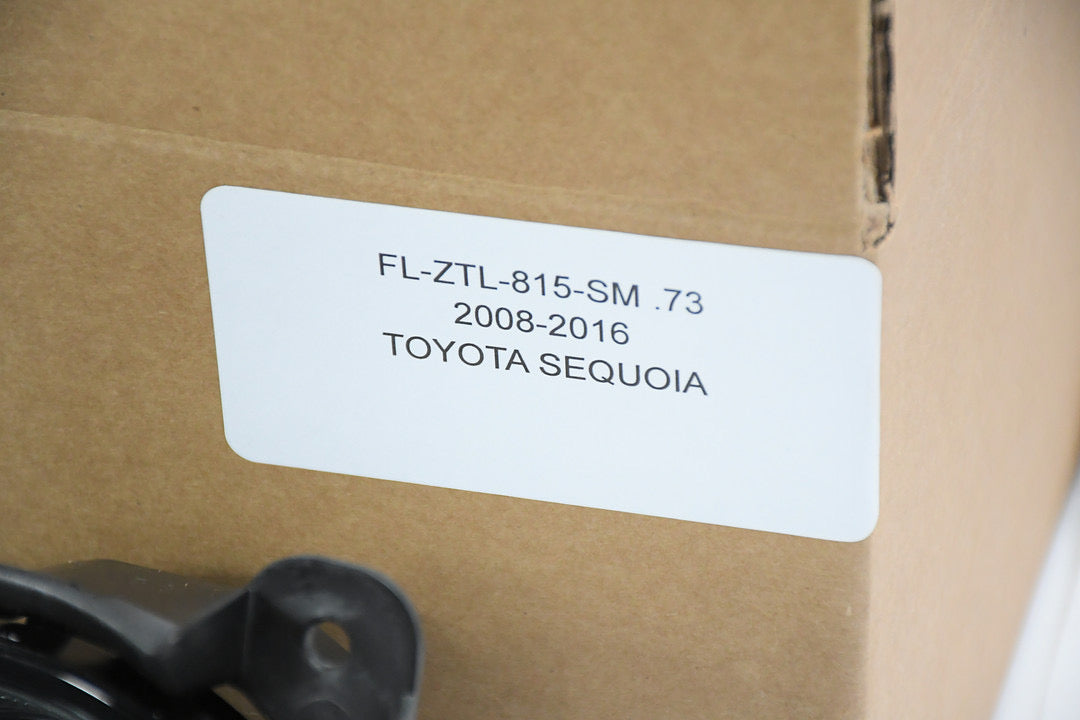 FL-ZTL-815-SM .73
2008-2016
TOYOTA SEQUOIA